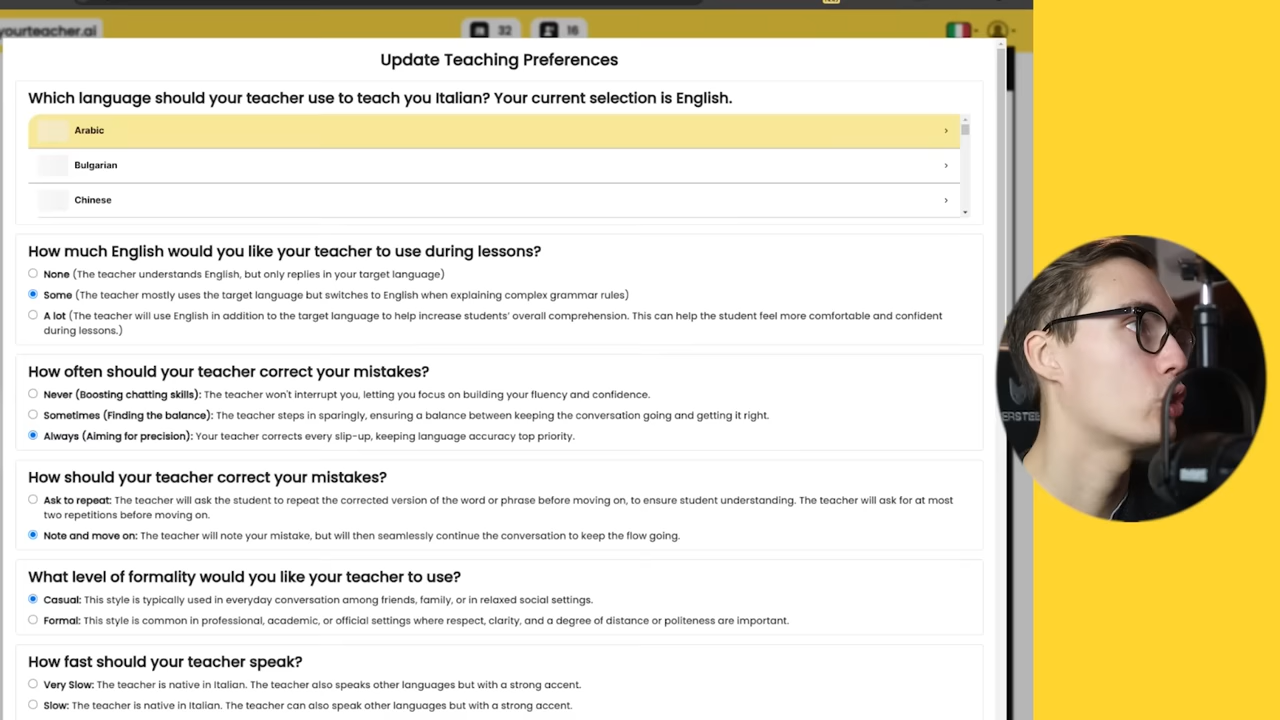 yourteacher.ai
32
16
Update Teaching Preferences
Which language should your teacher use to teach you Italian? Your current selection is English.
Arabic
Bulgarian
Chinese
How much English would you like your teacher to use during lessons?
None (The teacher understands English, but only replies in your target language)
Some (The teacher mostly uses the target language but switches to English when explaining complex grammar rules)
A lot (The teacher will use English in addition to the target language to help increase students' overall comprehension. This can help the student feel more comfortable and confident
during lessons.)
How often should your teacher correct your mistakes?
Never (Boosting chatting skills): The teacher won't interrupt you, letting you focus on building your fluency and confidence.
Sometimes (Finding the balance): The teacher steps in sparingly, ensuring a balance between keeping the conversation going and getting it right.
Always (Aiming for precision): Your teacher corrects every slip-up, keeping language accuracy top priority.
How should your teacher correct your mistakes?
Ask to repeat: The teacher will ask the student to repeat the corrected version of the word or phrase before moving on, to ensure student understanding. The teacher will ask for at most
two repetitions before moving on.
Note and move on: The teacher will note your mistake, but will then seamlessly continue the conversation to keep the flow going.
What level of formality would you like your teacher to use?
Casual: This style is typically used in everyday conversation among friends, family, or in relaxed social settings.
Formal: This style is common in professional, academic, or official settings where respect, clarity, and a degree of distance or politeness are important.
How fast should your teacher speak?
Very Slow: The teacher is native in Italian. The teacher also speaks other languages but with a strong accent.
Slow: The teacher is native in Italian. The teacher can also speak other languages but with a strong accent.